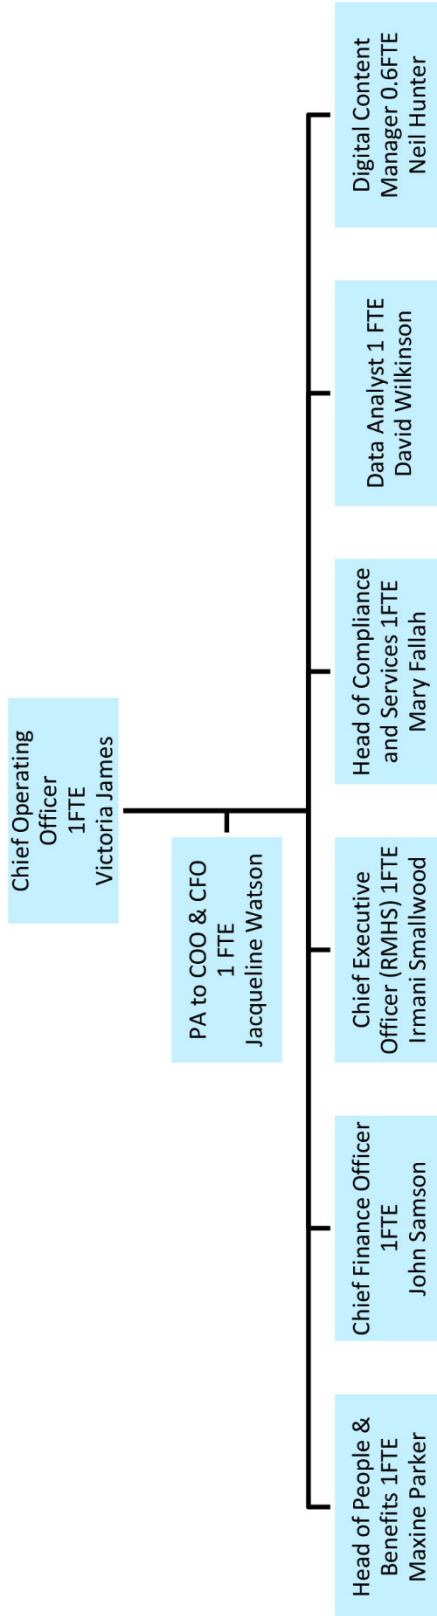 Chief Operating
Officer
1FTE
Victoria James
PA to COO & CFO
1 FTE
Jacqueline Watson
Head of People &
Benefits 1FTE
Maxine Parker
Chief Finance Officer
1FTE
John Samson
Chief Executive
Officer (RMHS) 1FTE
Irmani Smallwood
Head of Compliance
and Services 1FTE
Mary Fallah
Data Analyst 1 FTE
David Wilkinson
Digital Content
Manager 0.6FTE
Neil Hunter